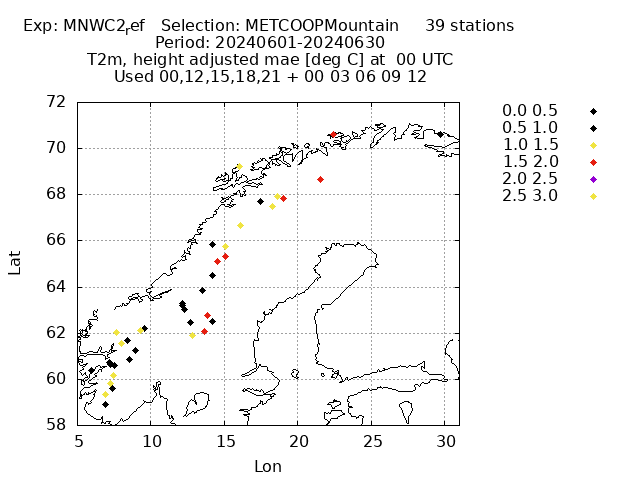 Exp: MNWC2ref   Selection: METCOOPMountain     39 stations
Period: 20240601-20240630
T2m, height adjusted mae [deg C] at  00 UTC
Used 00,12,15,18,21 + 00 03 06 09 12
72
70
68
66
64
62
60
58
Lat
5 10 15 20 25 30
Lon
0.0 0.5
0.5 1.0
1.0 1.5
1.5 2.0
2.0 2.5
2.5 3.0